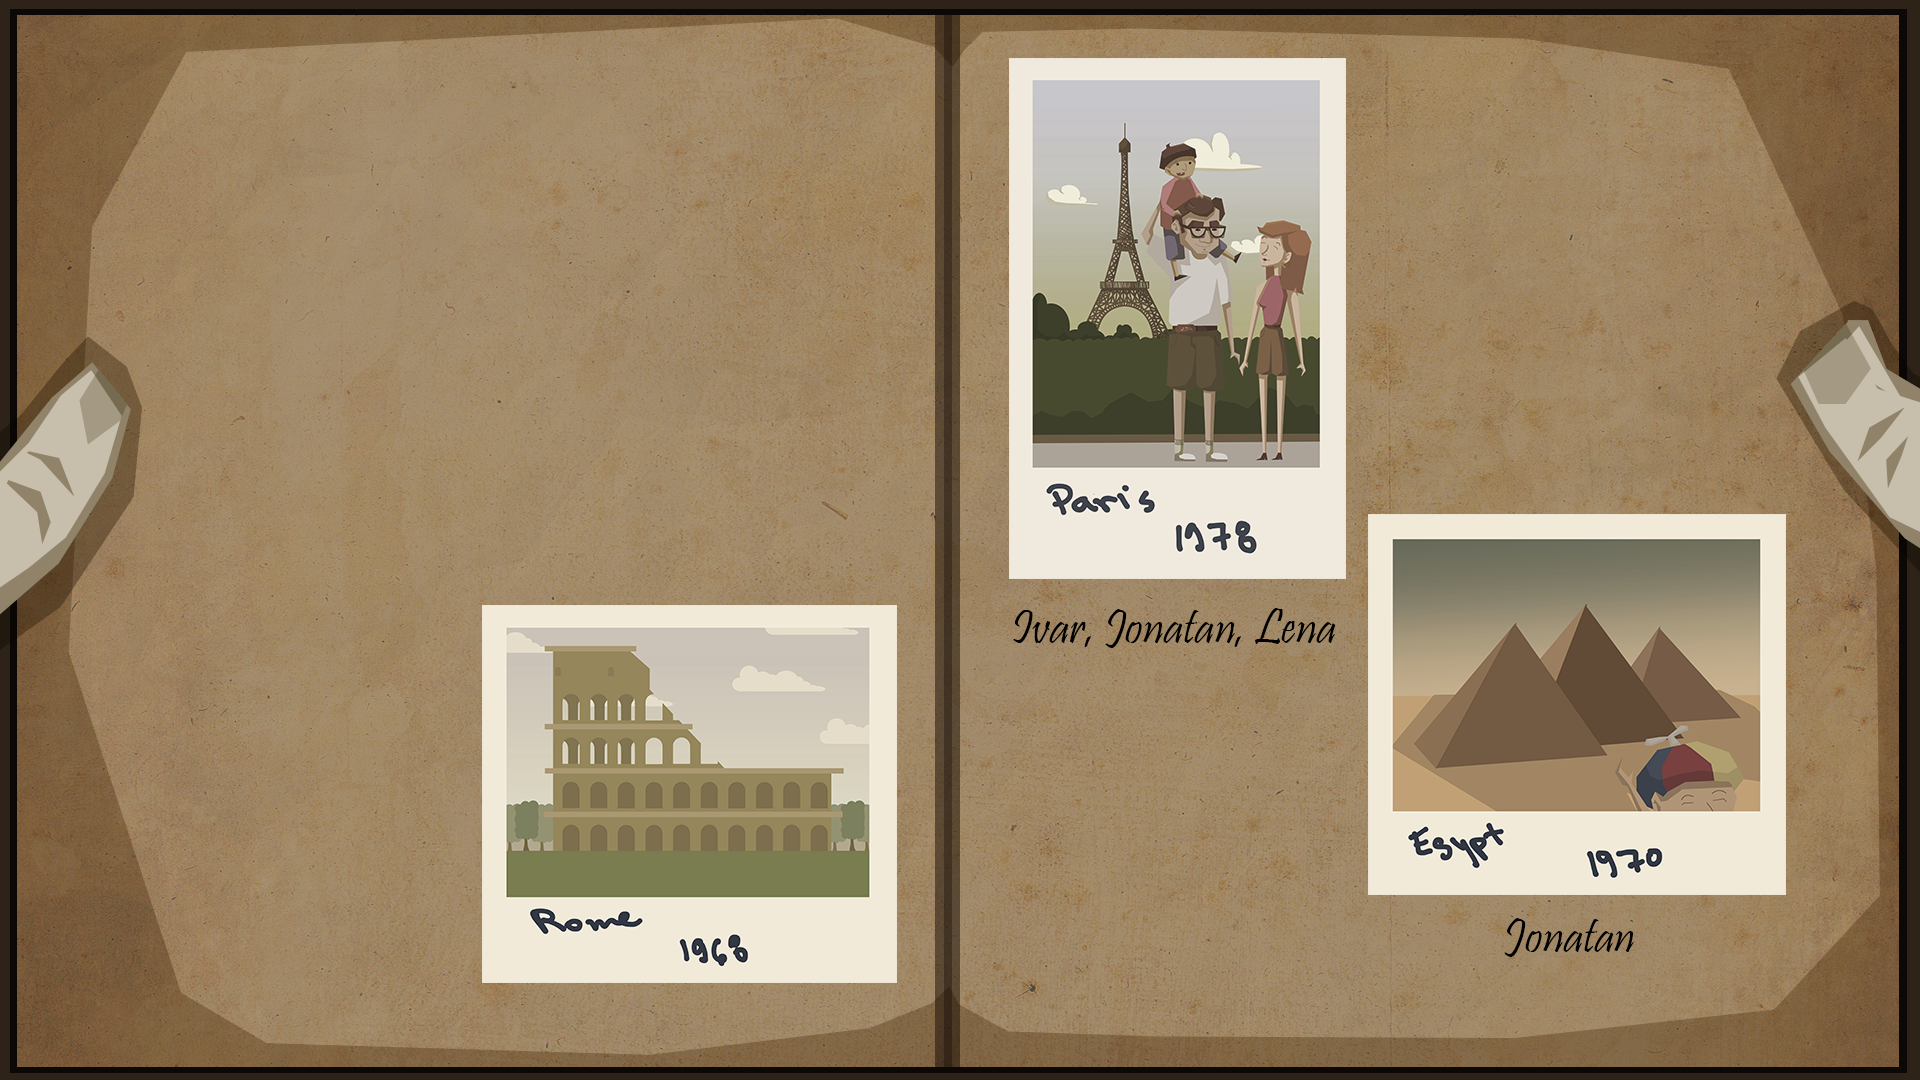 Rome
1968
Paris
1978
Ivar, Jonatan, Lena
Egypt 1970
Jonatan